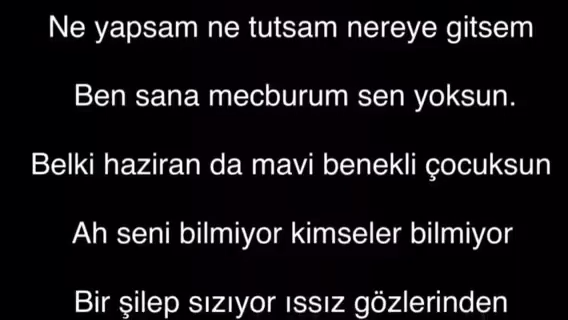 Ne yapsam ne tutsam nereye gitsem
Ben sana mecburum sen yoksun.
Belki haziran da mavi benekli çocuksun
Ah seni bilmiyor kimseler bilmiyor
Bir şilep sızıyor ıssız gözlerinden